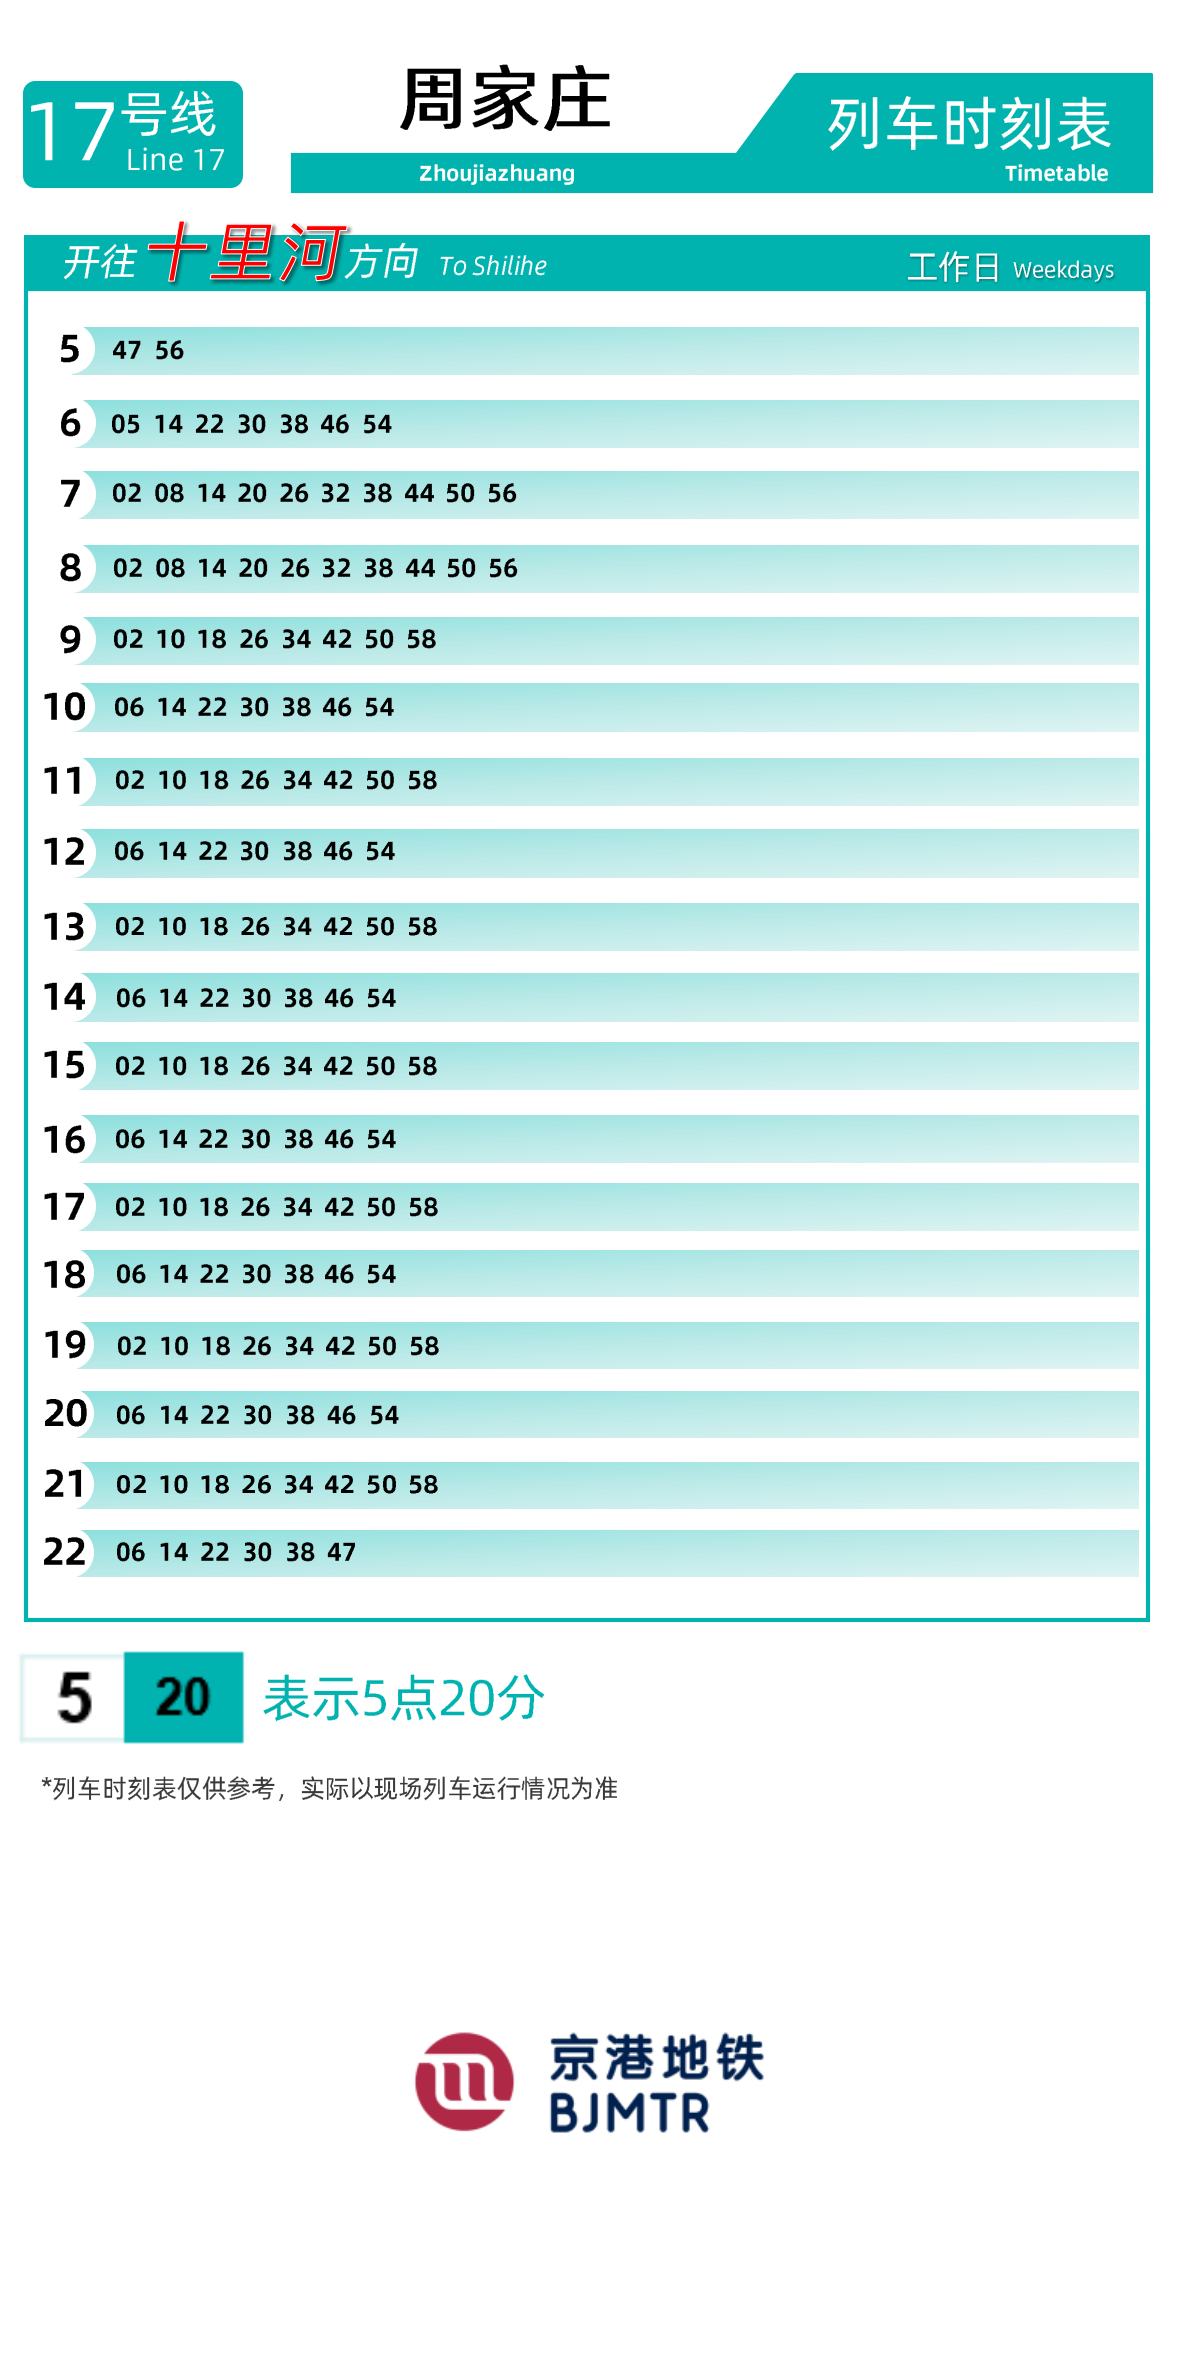 17号线
Line 17
周家庄
Zhoujiazhuang
列车时刻表
Timetable
开往十里河方向 To Shilihe 工作日 Weekdays
5 47 56
6 05 14 22 30 38 46 54
7 02 08 14 20 26 32 38 44 50 56
8 02 08 14 20 26 32 38 44 50 56
9 02 10 18 26 34 42 50 58
10 06 14 22 30 38 46 54
11 02 10 18 26 34 42 50 58
12 06 14 22 30 38 46 54
13 02 10 18 26 34 42 50 58
14 06 14 22 30 38 46 54
15 02 10 18 26 34 42 50 58
16 06 14 22 30 38 46 54
17 02 10 18 26 34 42 50 58
18 06 14 22 30 38 46 54
19 02 10 18 26 34 42 50 58
20 06 14 22 30 38 46 54
21 02 10 18 26 34 42 50 58
22 06 14 22 30 38 47
5 20 表示5点20分
*列车时刻表仅供参考，实际以现场列车运行情况为准
京港地铁
BJMTR